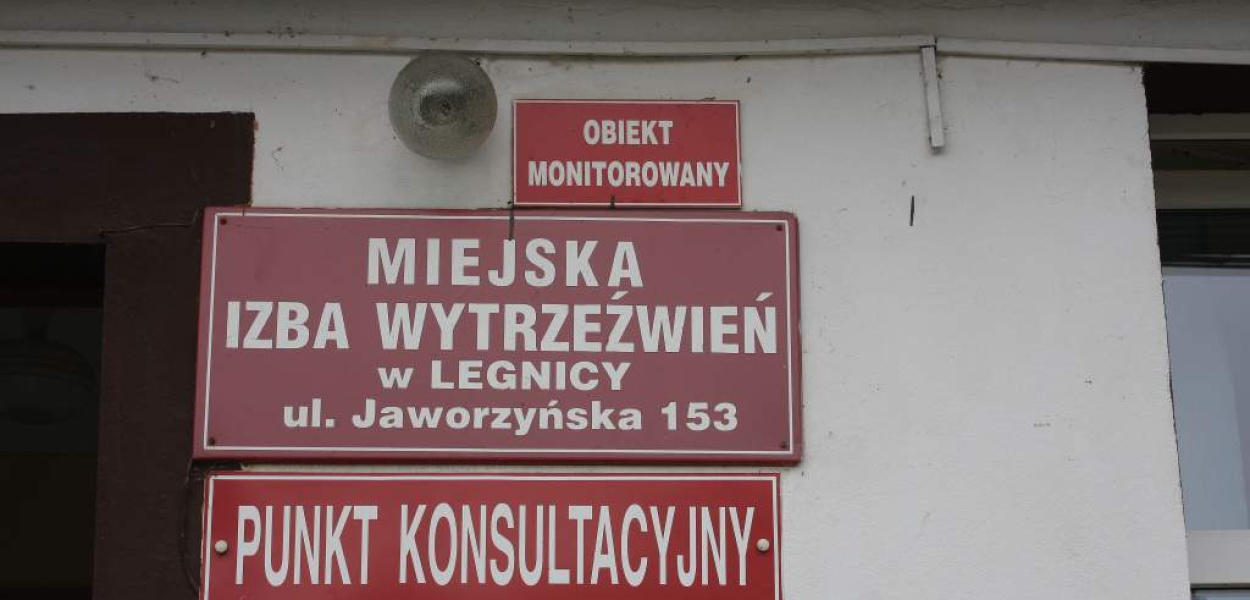 OBIEKT
MONITOROWANY
MIEJSKA
IZBA WYTRZEŹWIEŃ
w LEGNICY
ul. Jaworzyńska 153
PUNKT KONSULTACYJNY